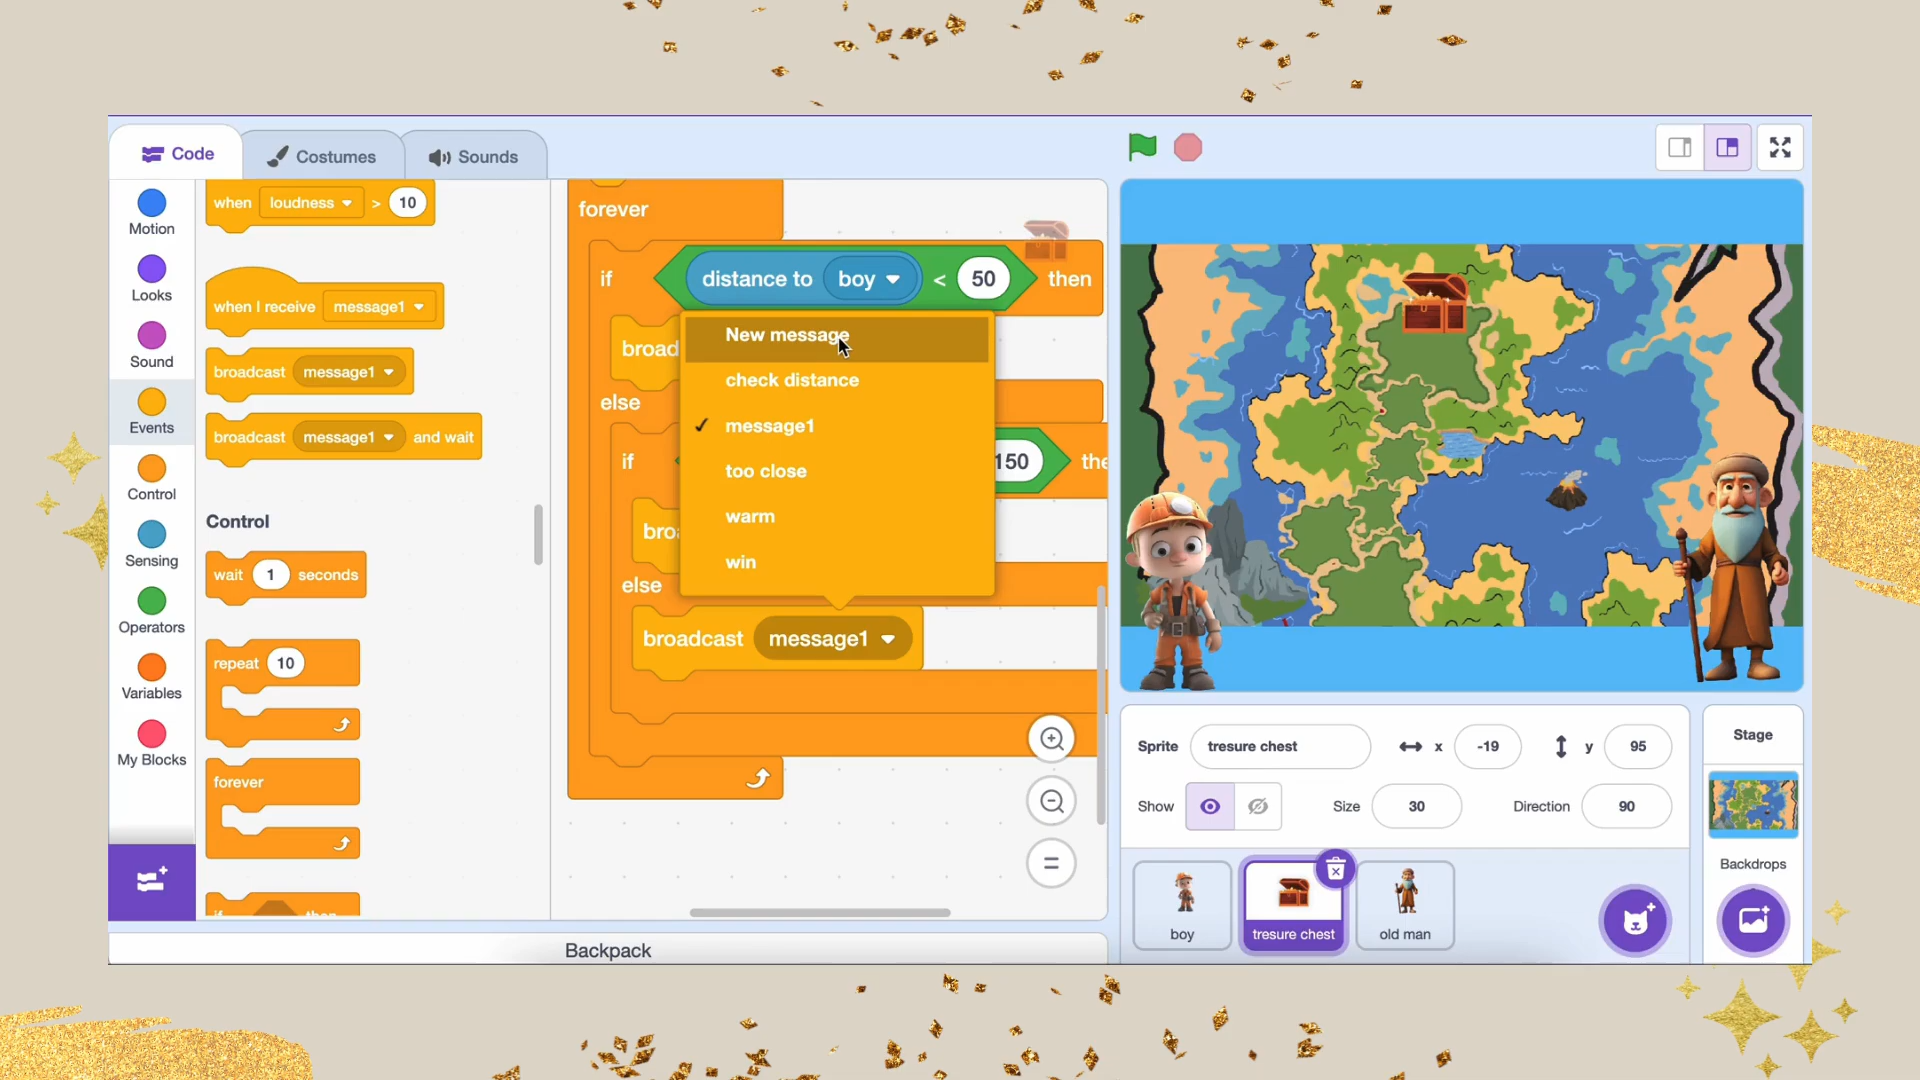 Code
Costumes
Sounds
Motion
Looks
Sound
Events
Control
Sensing
Operators
Variables
My Blocks
when loudness > 10
when I receive message1
broadcast message1
broadcast message1 and wait
Control
wait 1 seconds
repeat 10
forever
if then
forever
if distance to boy < 50 then
broad
else
if 150 the
bro
else
broadcast message1
New message
check distance
✓ message1
too close
warm
win
Backpack
Sprite tresure chest x -19 y 95
Show Size 30 Direction 90
boy
tresure chest
old man
Stage
Backdrops